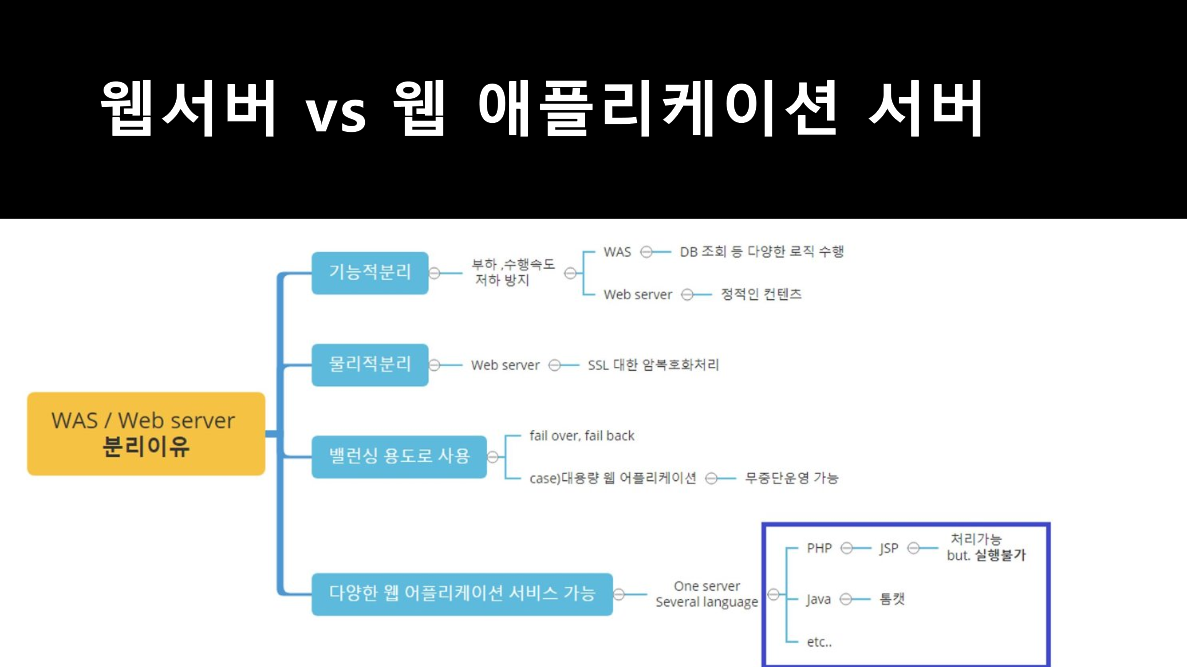 웹서버 vs 웹 애플리케이션 서버
WAS / Web server
분리이유
기능적분리
부하 ,수행속도
저하 방지
WAS
DB 조회 등 다양한 로직 수행
Web server
정적인 컨텐츠
물리적분리
Web server
SSL 대한 암복호화처리
밸런싱 용도로 사용
fail over, fail back
case)대용량 웹 어플리케이션
무중단운영 가능
다양한 웹 어플리케이션 서비스 가능
One server
Several language
PHP
JSP
처리가능
but. 실행불가
Java
톰캣
etc..